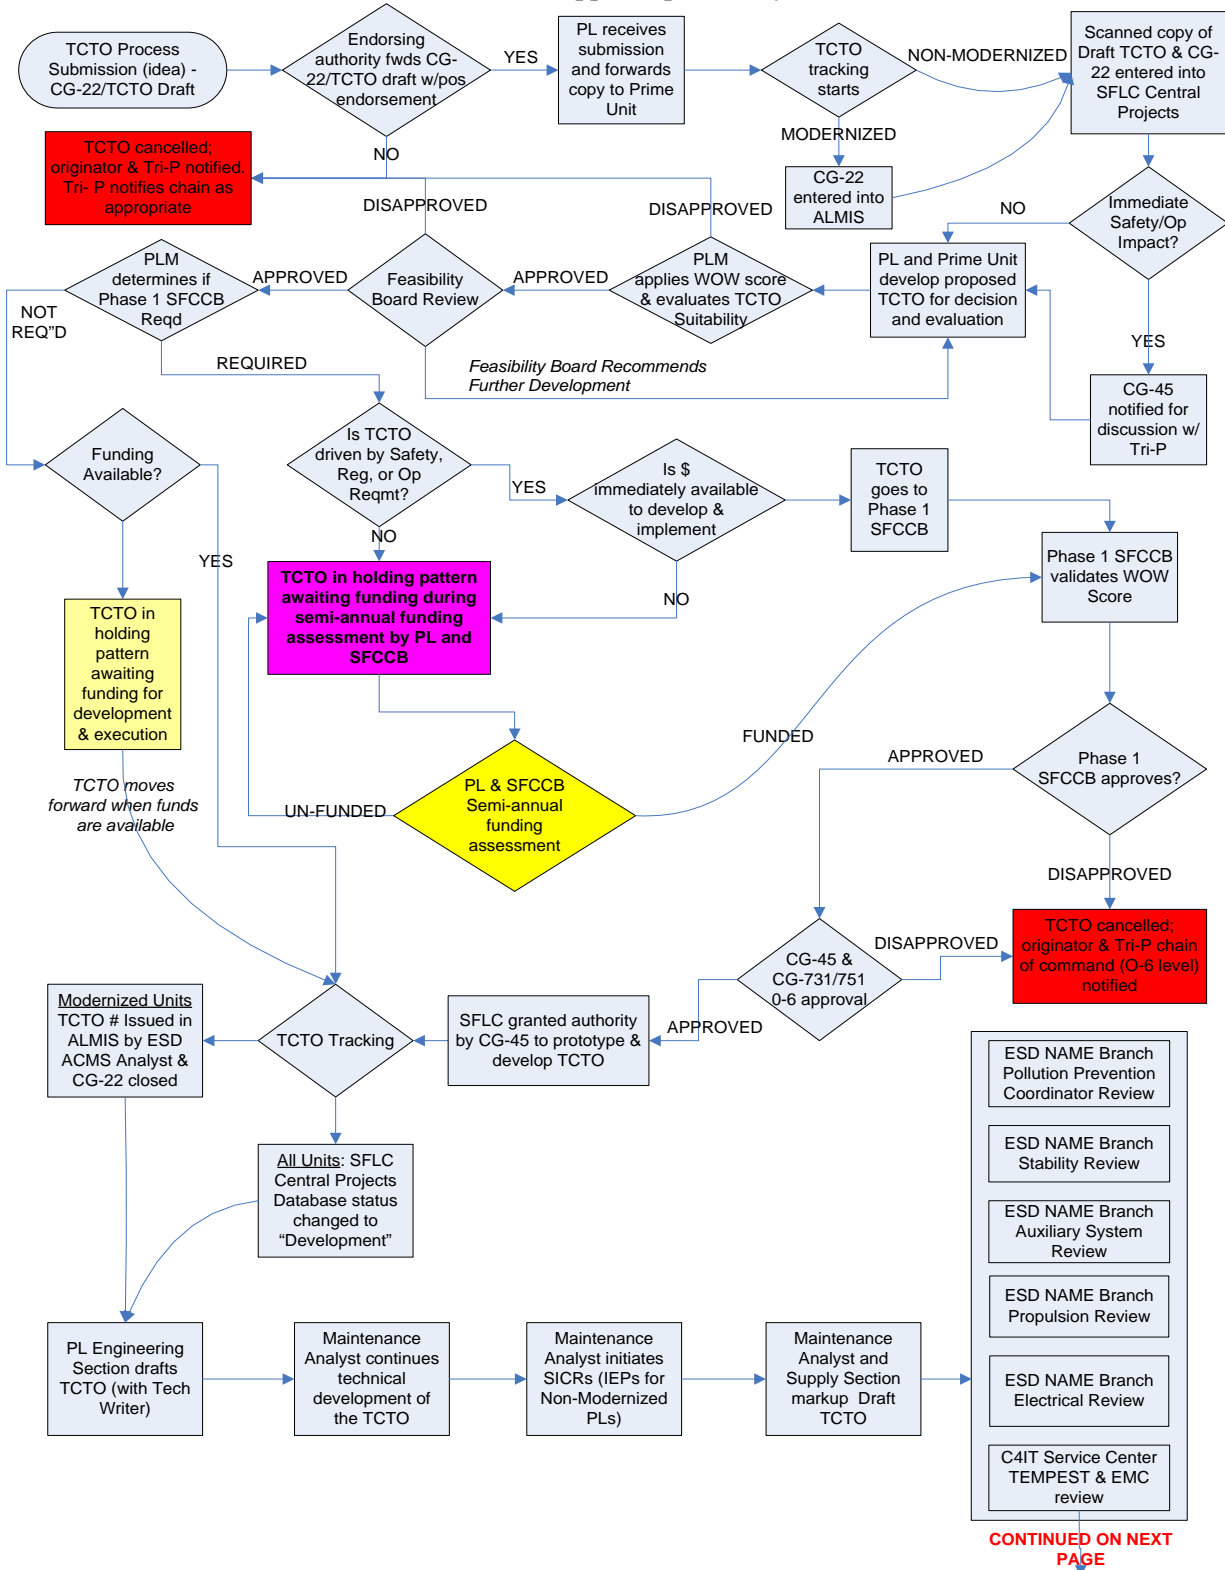 TCTO Process
Submission (idea) -
CG-22/TCTO Draft
Endorsing
authority fwds CG-
22/TCTO draft w/pos
endorsement
YES
PL receives
submission
and forwards
copy to Prime
Unit
TCTO
tracking
starts
NON-MODERNIZED
Scanned copy of
Draft TCTO & CG-
22 entered into
SFLC Central
Projects
MODERNIZED
NO
TCTO cancelled;
originator & Tri-P notified.
Tri- P notifies chain as
appropriate
CG-22
entered into
ALMIS
DISAPPROVED
DISAPPROVED
NO
Immediate
Safety/Op
Impact?
PLM
determines if
Phase 1 SFCCB
Reqd
APPROVED
Feasibility
Board Review
APPROVED
PLM
applies WOW score
& evaluates TCTO
Suitability
PL and Prime Unit
develop proposed
TCTO for decision
and evaluation
NOT
REQ"D
YES
REQUIRED
Feasibility Board Recommends
Further Development
CG-45
notified for
discussion w/
Tri-P
Funding
Available?
Is TCTO
driven by Safety,
Reg, or Op
Reqmt?
YES
Is $
immediately available
to develop &
implement
TCTO
goes to
Phase 1
SFCCB
NO
YES
Phase 1 SFCCB
validates WOW
Score
TCTO in holding pattern
awaiting funding during
semi-annual funding
assessment by PL and
SFCCB
NO
TCTO in
holding
pattern
awaiting
funding for
development
& execution
FUNDED
APPROVED
Phase 1
SFCCB approves?
TCTO moves
forward when funds
are available
UN-FUNDED
PL & SFCCB
Semi-annual
funding
assessment
DISAPPROVED
TCTO cancelled;
originator & Tri-P chain
of command (O-6 level)
notified
DISAPPROVED
CG-45 &
CG-731/751
0-6 approval
APPROVED
Modernized Units
TCTO # Issued in
ALMIS by ESD
ACMS Analyst &
CG-22 closed
TCTO Tracking
SFLC granted authority
by CG-45 to prototype &
develop TCTO
ESD NAME Branch
Pollution Prevention
Coordinator Review
All Units: SFLC
Central Projects
Database status
changed to
“Development”
ESD NAME Branch
Stability Review
ESD NAME Branch
Auxiliary System
Review
ESD NAME Branch
Propulsion Review
PL Engineering
Section drafts
TCTO (with Tech
Writer)
Maintenance
Analyst continues
technical
development of
the TCTO
Maintenance
Analyst initiates
SICRs (IEPs for
Non-Modernized
PLs)
Maintenance
Analyst and
Supply Section
markup Draft
TCTO
ESD NAME Branch
Electrical Review
C4IT Service Center
TEMPEST & EMC
review
CONTINUED ON NEXT
PAGE